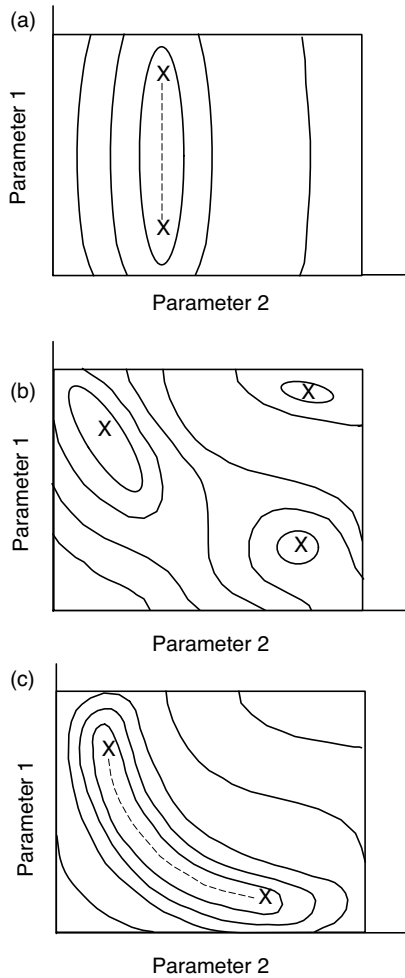 (a)
Parameter 1
X
X
Parameter 2
(b)
Parameter 1
X
X
X
Parameter 2
(c)
Parameter 1
X
X
Parameter 2